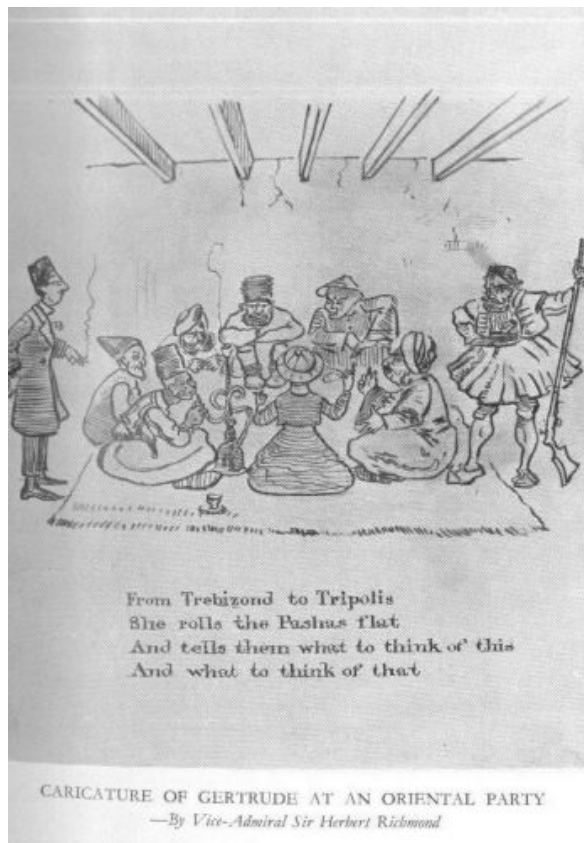 From Trebizond to Tripolis
She rolls the Pashas flat
And tells them what to think of this
And what to think of that
CARICATURE OF GERTRUDE AT AN ORIENTAL PARTY
—By Vice-Admiral Sir Herbert Richmond